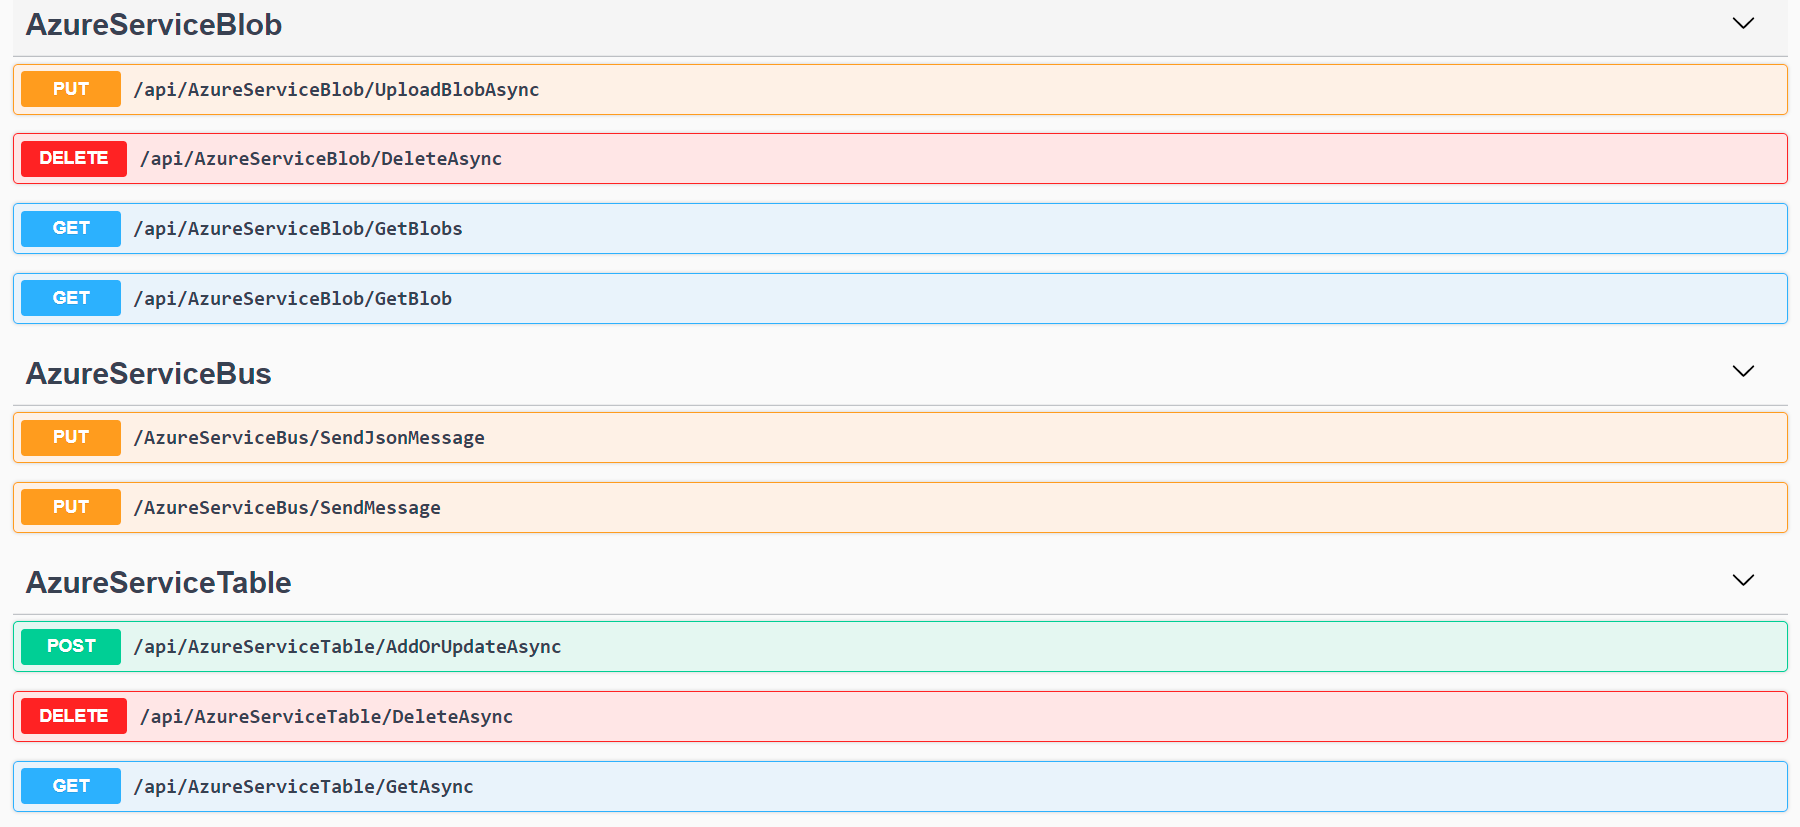 AzureServiceBlob
PUT /api/AzureServiceBlob/UploadBlobAsync
DELETE /api/AzureServiceBlob/DeleteAsync
GET /api/AzureServiceBlob/GetBlobs
GET /api/AzureServiceBlob/GetBlob
AzureServiceBus
PUT /AzureServiceBus/SendJsonMessage
PUT /AzureServiceBus/SendMessage
AzureServiceTable
POST /api/AzureServiceTable/AddOrUpdateAsync
DELETE /api/AzureServiceTable/DeleteAsync
GET /api/AzureServiceTable/GetAsync